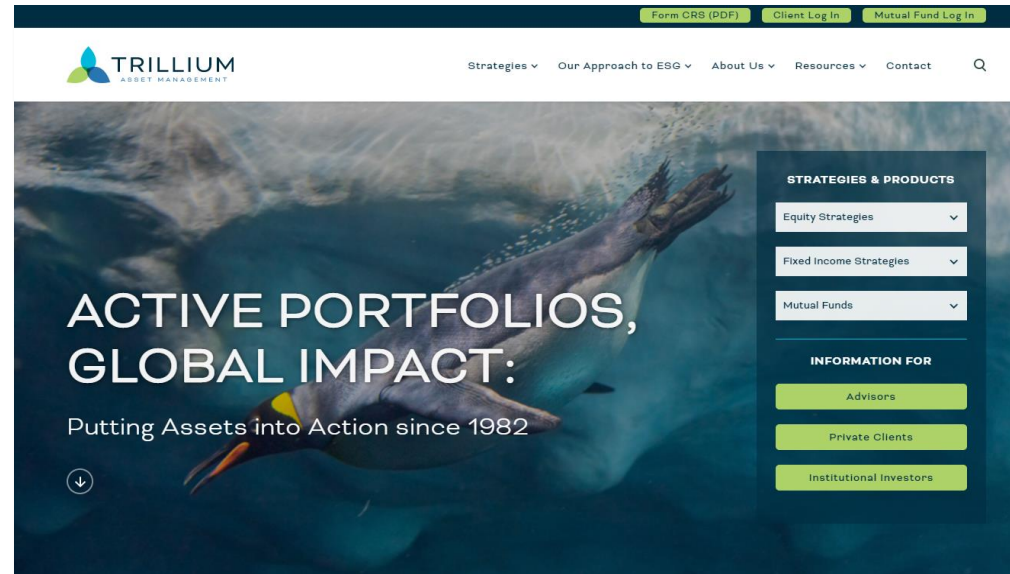 Form CRS (PDF)
Client Log In
Mutual Fund Log In
TRILLIUM
ASSET MANAGEMENT
Strategies
Our Approach to ESG
About Us
Resources
Contact
STRATEGIES & PRODUCTS
Equity Strategies
Fixed Income Strategies
Mutual Funds
INFORMATION FOR
Advisors
Private Clients
Institutional Investors
ACTIVE PORTFOLIOS,
GLOBAL IMPACT:
Putting Assets into Action since 1982